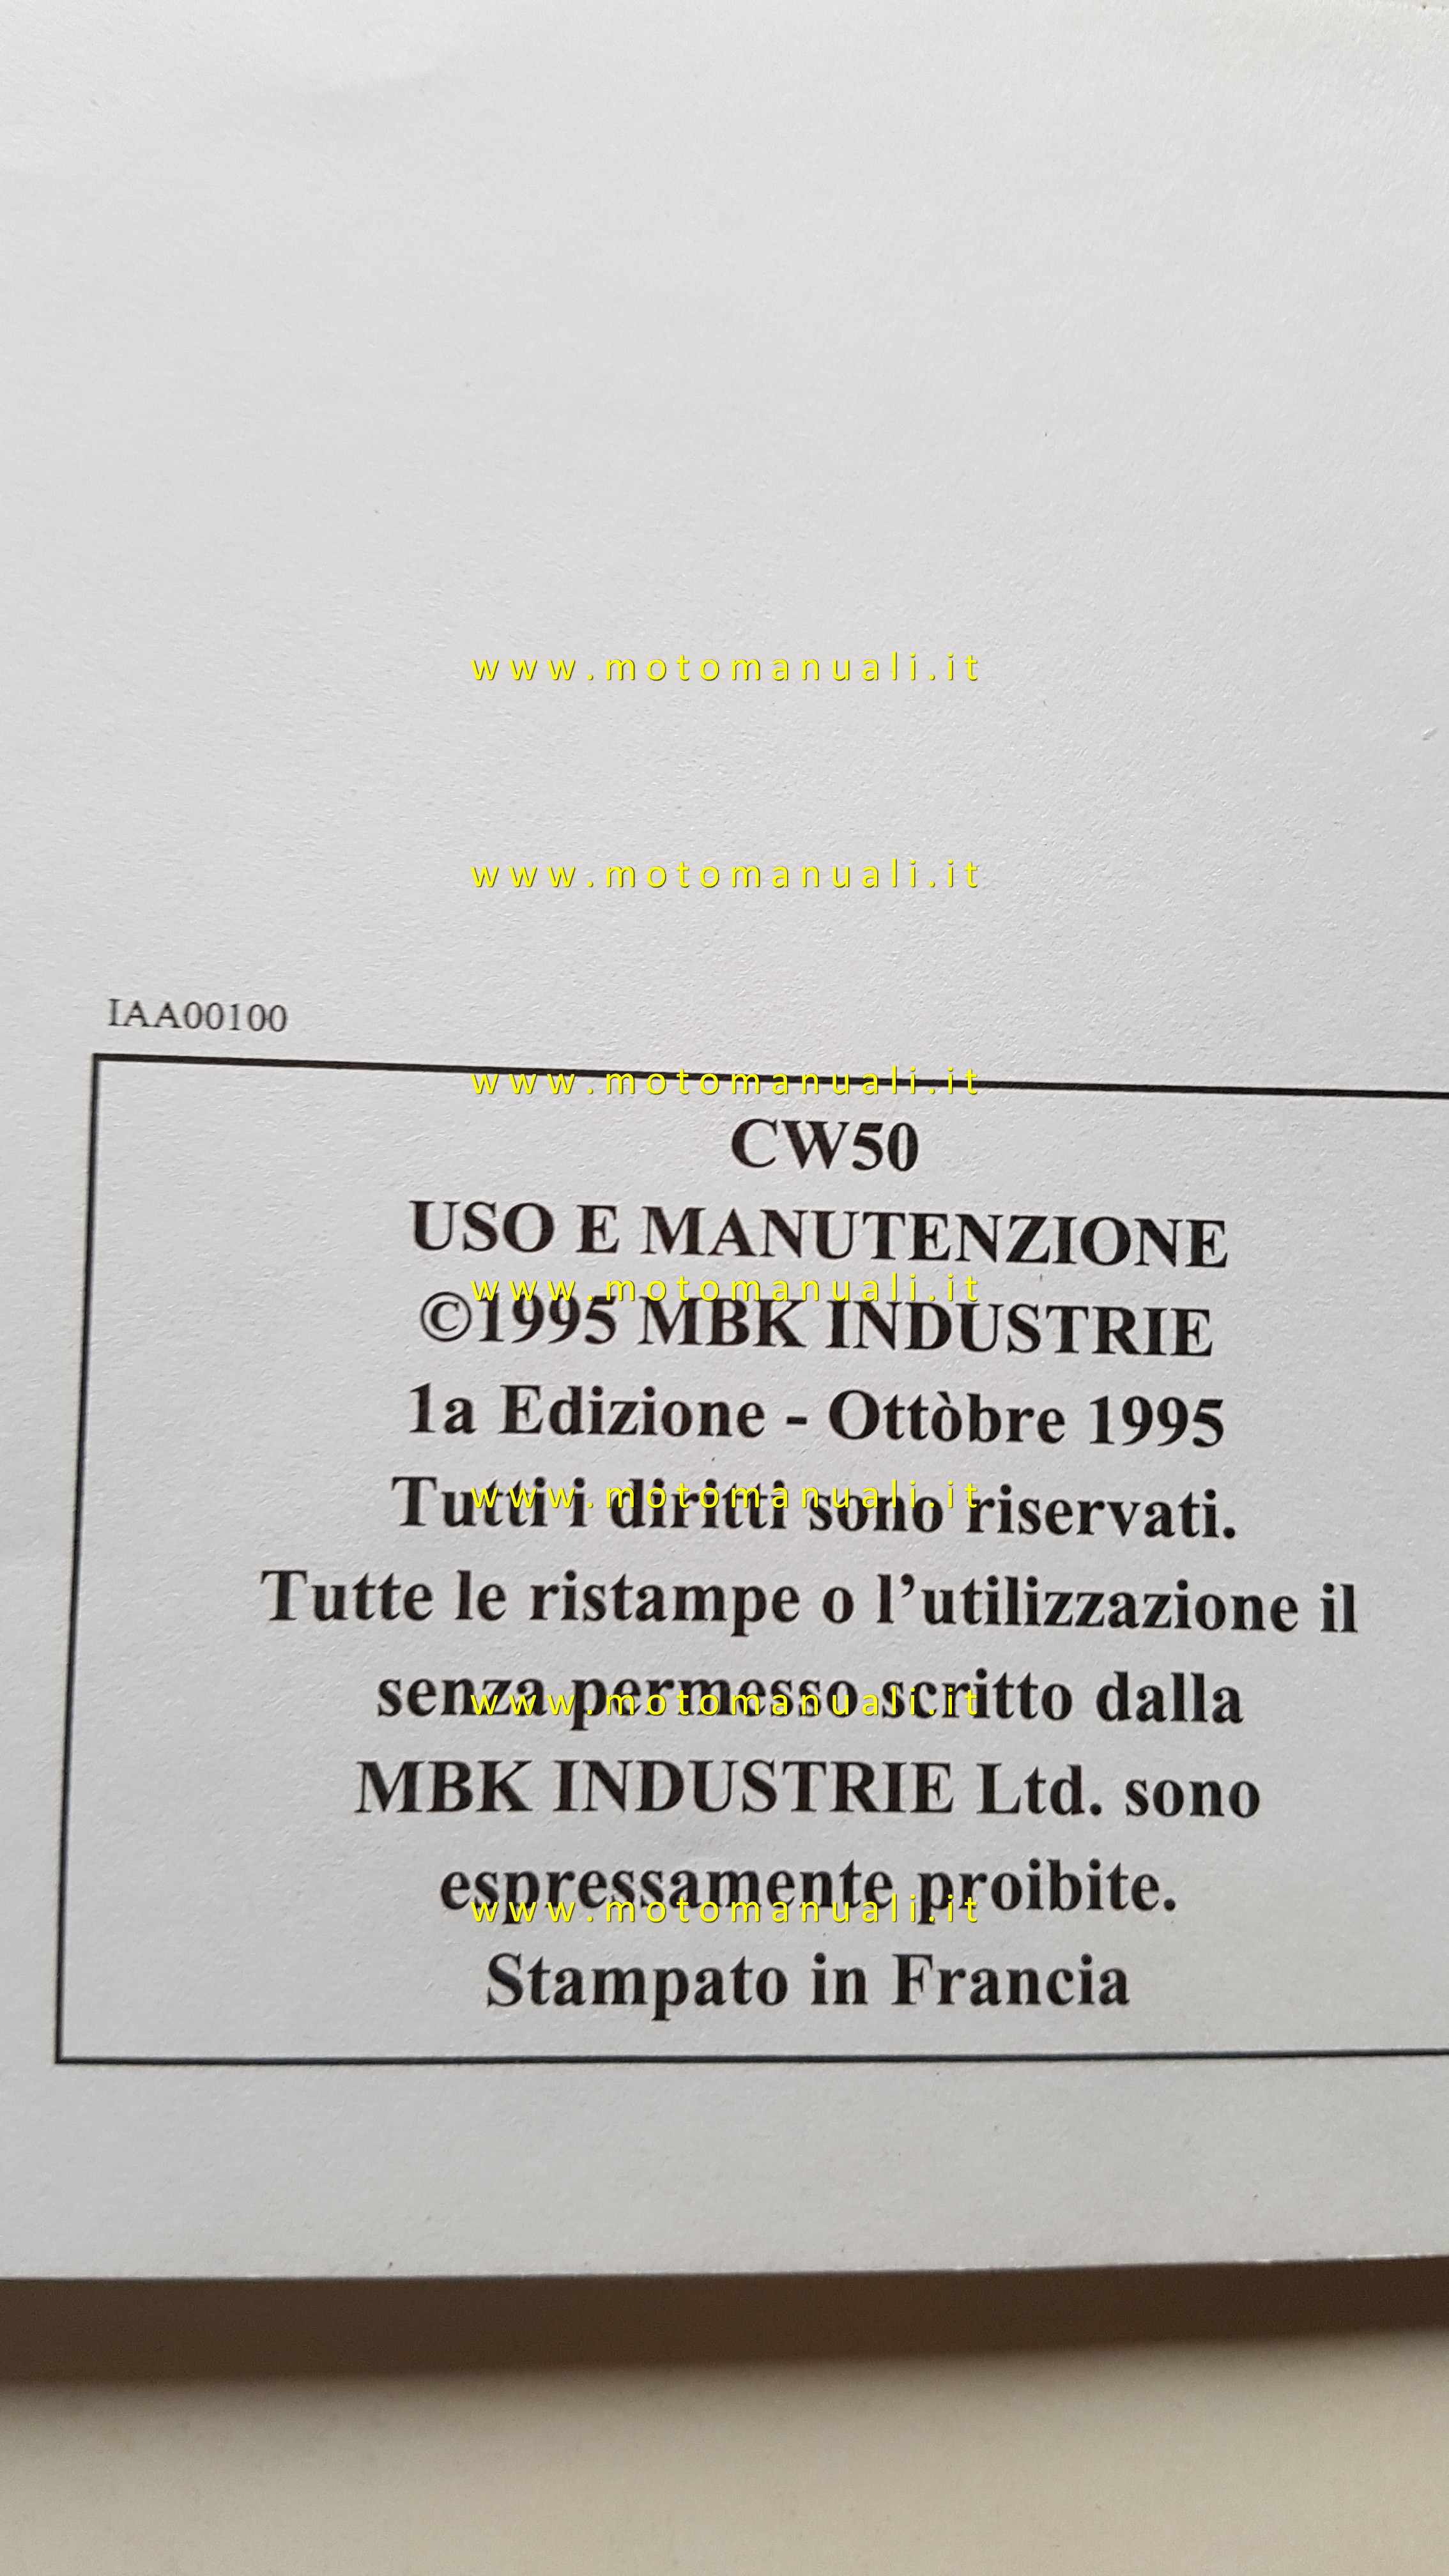 www.motomanuali.it
www.motomanuali.it
IAA00100
www.motomanuali.it
CW50
USO E MANUTENZIONE
www.motomanuali.it
©1995 MBK INDUSTRIE
1a Edizione - Ottòbre 1995
www.motomanuali.it
Tutti i diritti sono riservati.
Tutte le ristampe o l’utilizzazione il
senza permesso scritto dalla
www.motomanuali.it
MBK INDUSTRIE Ltd. sono
espressamente proibite.
www.motomanuali.it
Stampato in Francia